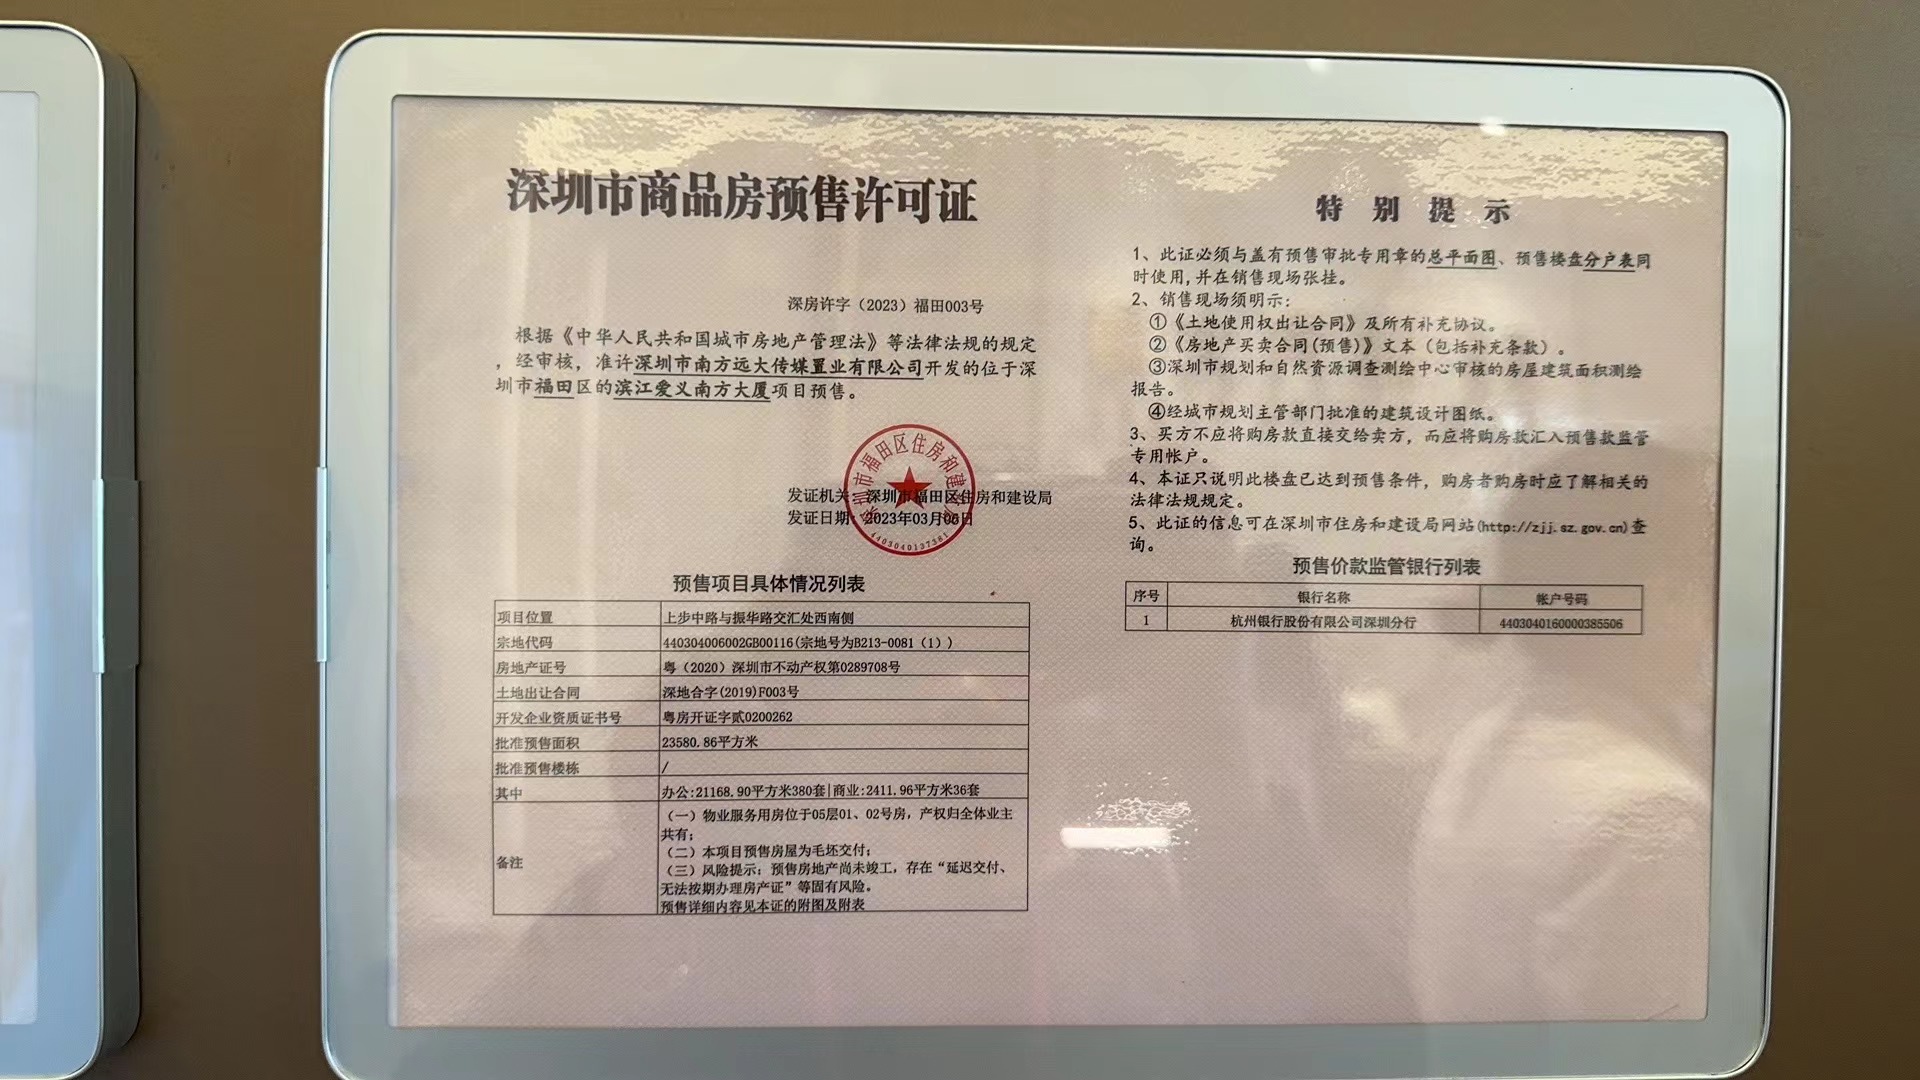 深圳市商品房预售许可证
深房许字（2023）福田003号
根据《中华人民共和国城市房地产管理法》等法律法规的规定
，经审核，准许深圳市南方远大传媒置业有限公司开发的位于深
圳市福田区的滨江爱义南方大厦项目预售。
深圳市福田区住房和建设局
发证机关：深圳市福田区住房和建设局
发证日期：2023年03月06日
4403040137381
预售项目具体情况列表
项目位置 上步中路与振华路交汇处西南侧
宗地代码 440304006002GB00116(宗地号为B213-0081（1）)
房地产证号 粤（2020）深圳市不动产权第0289708号
土地出让合同 深地合字(2019)F003号
开发企业资质证书号 粤房开证字贰0200262
批准预售面积 23580.86平方米
批准预售楼栋 /
其中 办公:21168.90平方米380套|商业:2411.96平方米36套
备注
（一）物业服务用房位于05层01、02号房，产权归全体业主
共有；
（二）本项目预售房屋为毛坯交付；
（三）风险提示：预售房地产尚未竣工，存在“延迟交付、
无法按期办理房产证”等固有风险。
预售详细内容见本证的附图及附表
特别提示
1、此证必须与盖有预售审批专用章的总平面图、预售楼盘分户表同
时使用,并在销售现场张挂。
2、销售现场须明示：
①《土地使用权出让合同》及所有补充协议。
②《房地产买卖合同(预售)》文本（包括补充条款）。
③深圳市规划和自然资源调查测绘中心审核的房屋建筑面积测绘
报告。
④经城市规划主管部门批准的建筑设计图纸。
3、买方不应将购房款直接交给卖方，而应将购房款汇入预售款监管
专用帐户。
4、本证只说明此楼盘已达到预售条件，购房者购房时应了解相关的
法律法规规定。
5、此证的信息可在深圳市住房和建设局网站(http://zjj.sz.gov.cn)查
询。
预售价款监管银行列表
序号 银行名称 帐户号码
1 杭州银行股份有限公司深圳分行 4403040160000385506